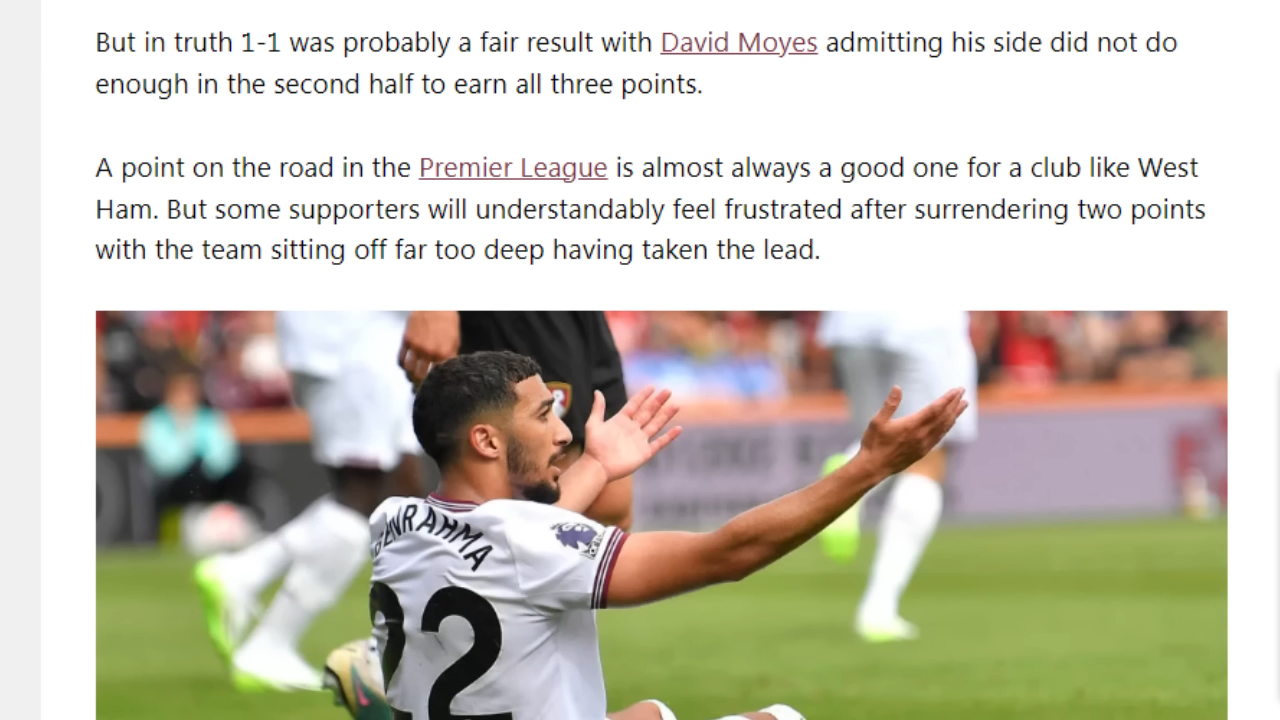 But in truth 1-1 was probably a fair result with David Moyes admitting his side did not do
enough in the second half to earn all three points.
A point on the road in the Premier League is almost always a good one for a club like West
Ham. But some supporters will understandably feel frustrated after surrendering two points
with the team sitting off far too deep having taken the lead.
BENRAHMA
22